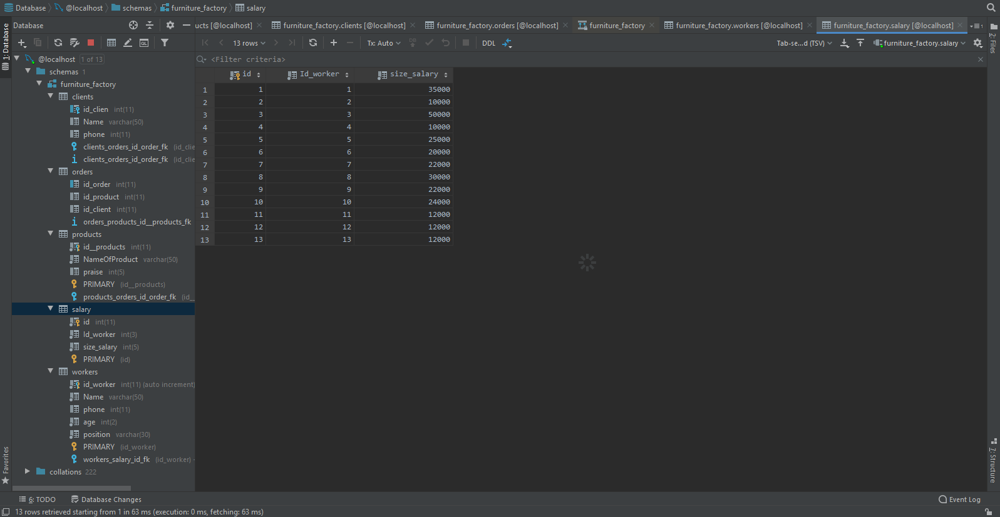 Database @localhost schemas furniture_factory salary
Database
ucts [@localhost] furniture_factory.clients [@localhost] furniture_factory.orders [@localhost] furniture_factory furniture_factory.workers [@localhost] furniture_factory.salary [@localhost] 1
13 rows Tx: Auto DB DDL Tab-se...d (TSV) furniture_factory.salary
QL
<Filter criteria>
1: Database
2: Files
@localhost 1 of 13
schemas 1
furniture_factory
clients
id_clien int(11)
Name varchar(50)
phone int(11)
clients_orders_id_order_fk (id_clie
clients_orders_id_order_fk (id_clie
orders
id_order int(11)
id_product int(11)
id_client int(11)
orders_products_id__products_fk
products
id__products int(11)
NameOfProduct varchar(50)
praise int(5)
PRIMARY (id__products)
products_orders_id_order_fk (id__
salary
id int(11)
Id_worker int(3)
size_salary int(5)
PRIMARY (id)
workers
id_worker int(11) (auto increment)
Name varchar(50)
phone int(11)
age int(2)
position varchar(30)
PRIMARY (id_worker)
workers_salary_id_fk (id_worker)
collations 222
id Id_worker size_salary
1 1 1 35000
2 2 2 10000
3 3 3 50000
4 4 4 10000
5 5 5 25000
6 6 6 20000
7 7 7 22000
8 8 8 30000
9 9 9 22000
10 10 10 24000
11 11 11 12000
12 12 12 12000
13 13 13 12000
Favorites
7: Structure
6: TODO Database Changes Event Log
13 rows retrieved starting from 1 in 63 ms (execution: 0 ms, fetching: 63 ms)